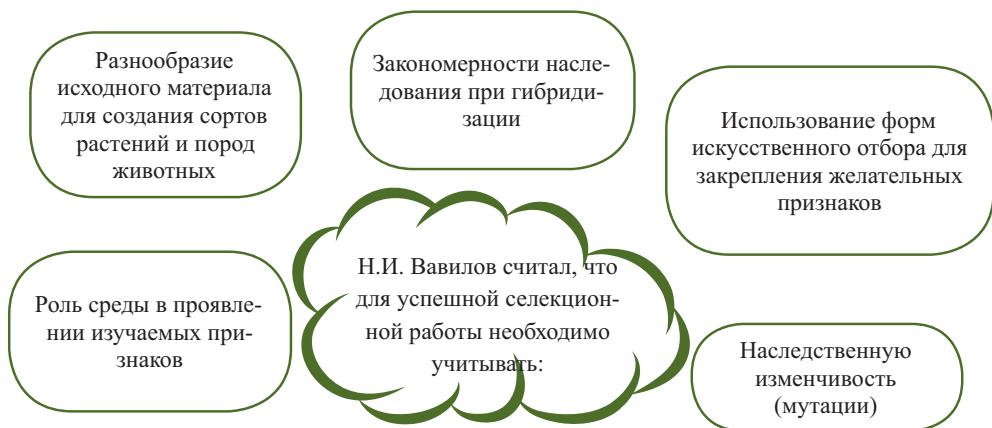 Разнообразие
исходного материала
для создания сортов
растений и пород
животных
Закономерности насле-
дования при гибриди-
зации
Использование форм
искусственного отбора для
закрепления желательных
признаков
Роль среды в проявле-
нии изучаемых при-
знаков
Н.И. Вавилов считал, что
для успешной селекцион-
ной работы необходимо
учитывать:
Наследственную
изменчивость
(мутации)